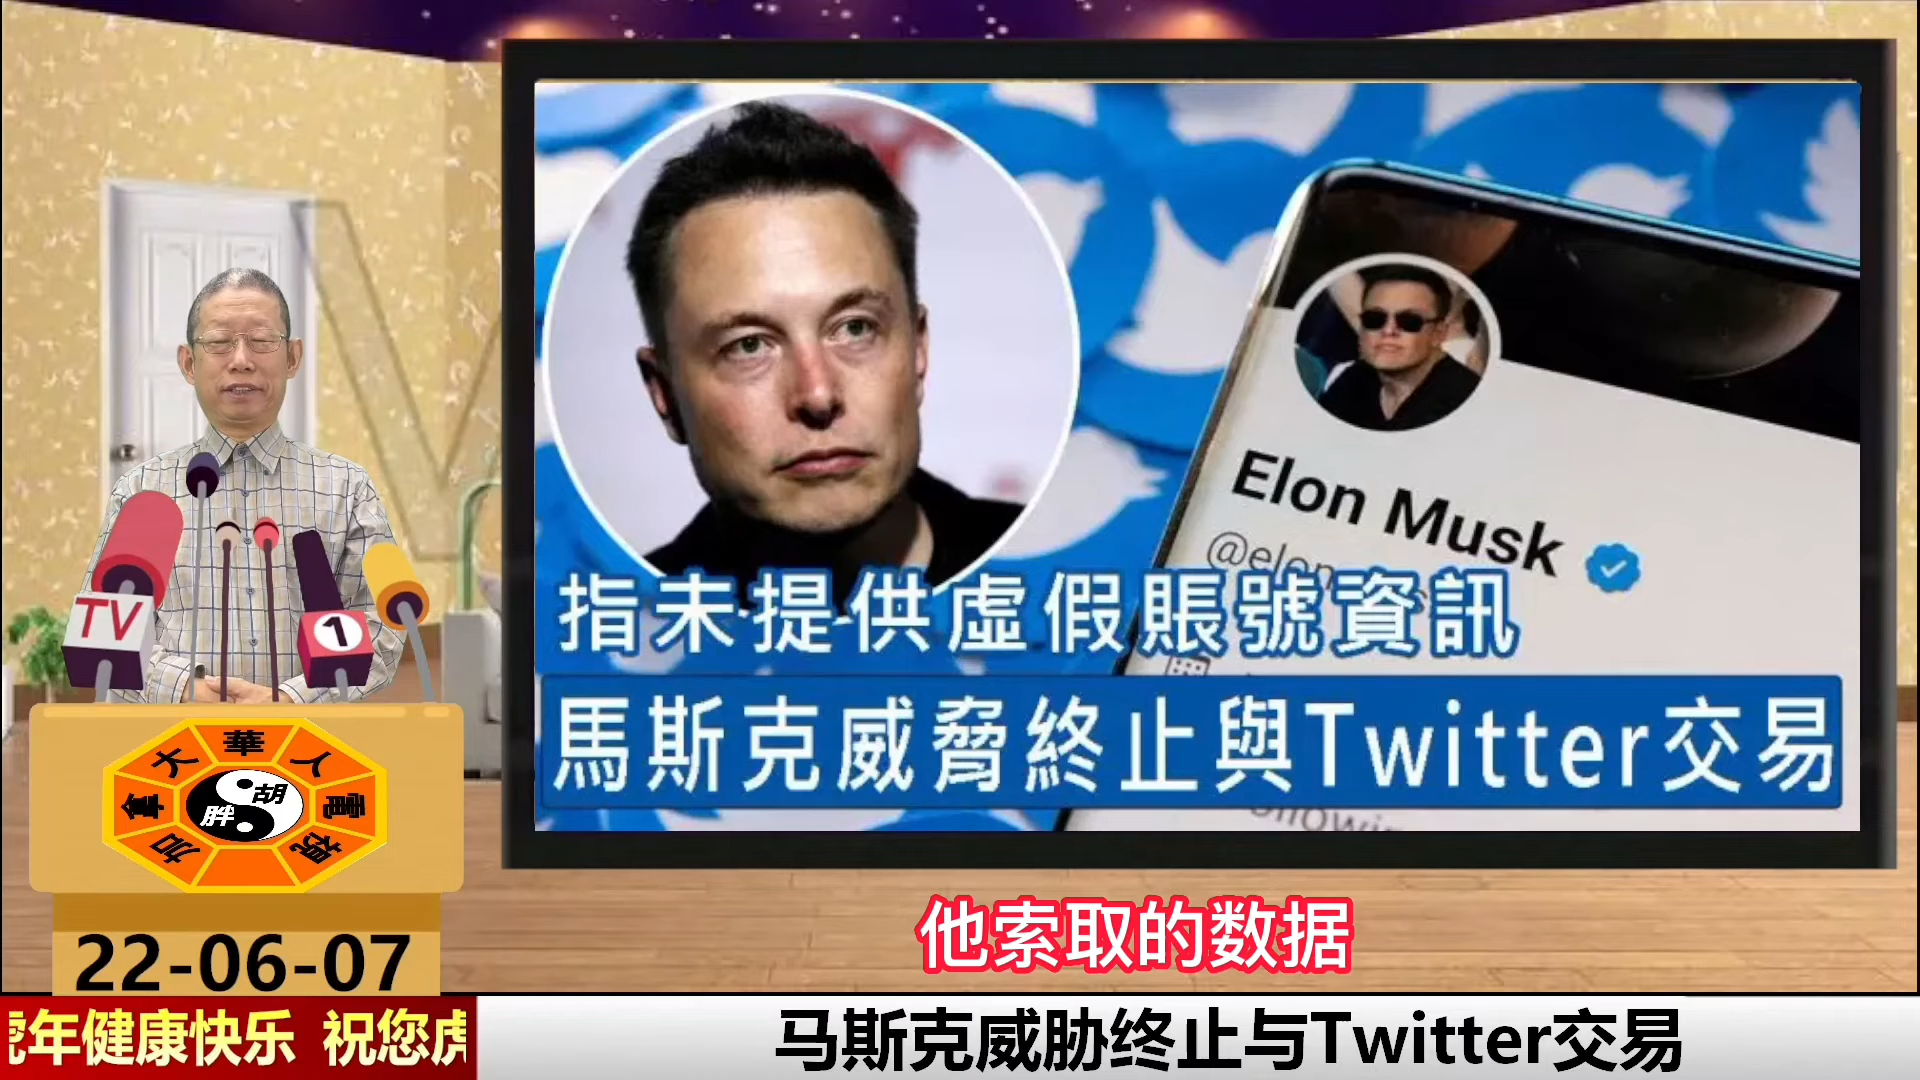 Elon Musk
@elon
指未提供虛假賬號資訊
馬斯克威脅終止與Twitter交易
TV
1
加拿大華人電視
胡
胖
22-06-07
他索取的数据
虎年健康快乐 祝您虎
马斯克威胁终止与Twitter交易